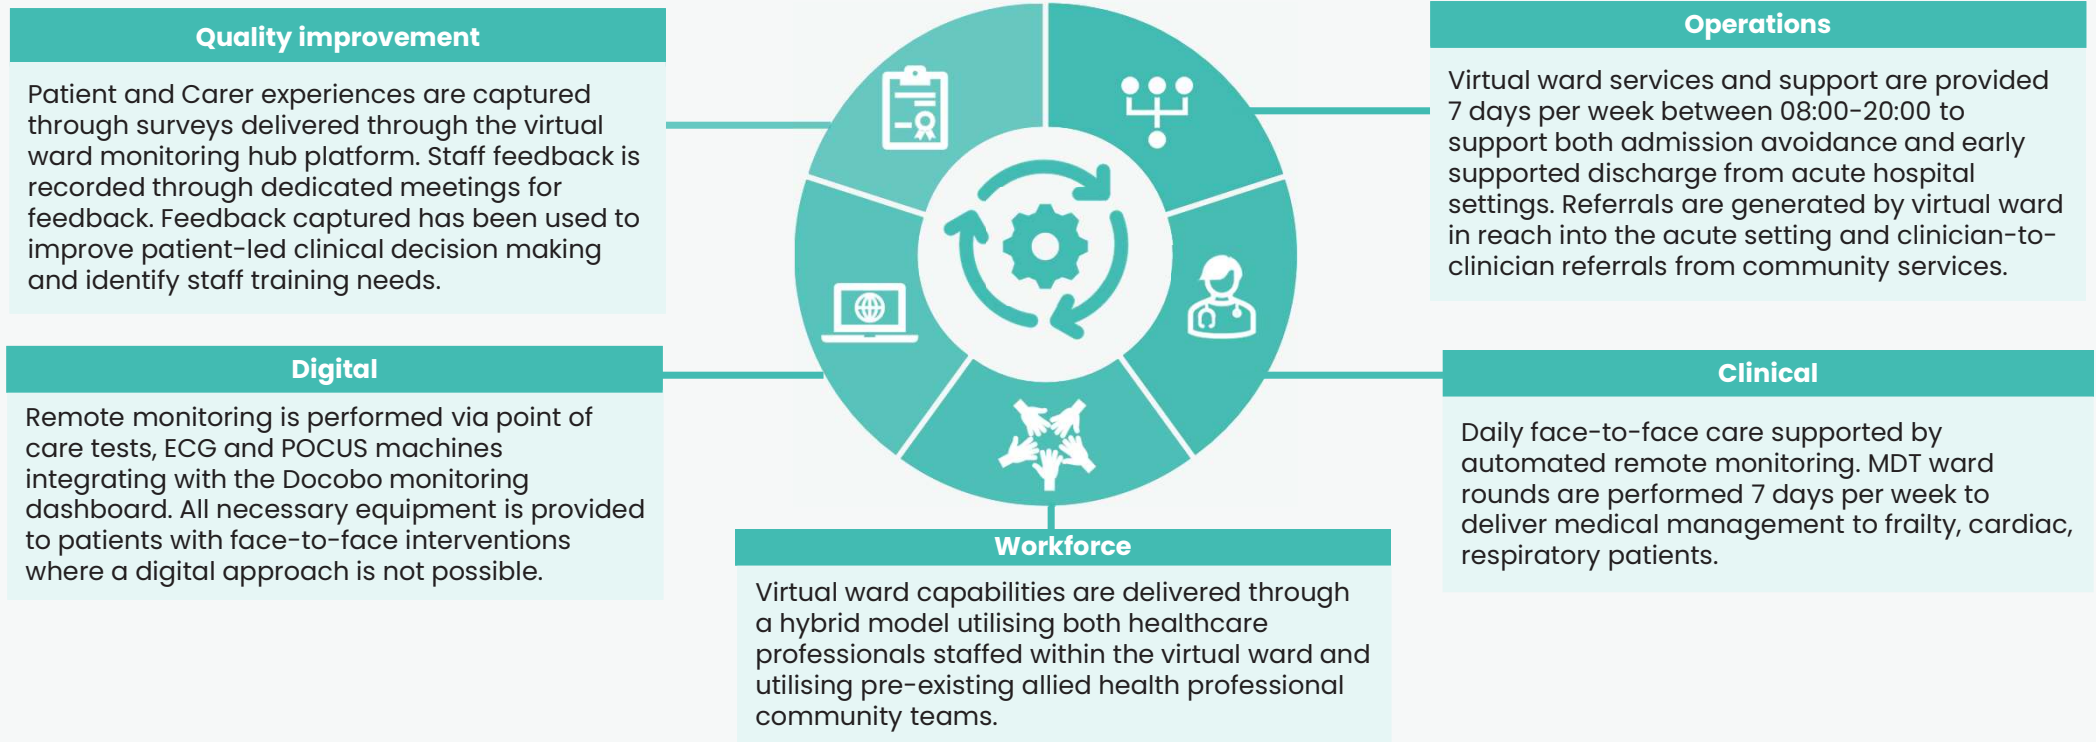 Quality improvement
Patient and Carer experiences are captured
through surveys delivered through the virtual
ward monitoring hub platform. Staff feedback is
recorded through dedicated meetings for
feedback. Feedback captured has been used to
improve patient-led clinical decision making
and identify staff training needs.
Operations
Virtual ward services and support are provided
7 days per week between 08:00-20:00 to
support both admission avoidance and early
supported discharge from acute hospital
settings. Referrals are generated by virtual ward
in reach into the acute setting and clinician-to-
clinician referrals from community services.
Digital
Remote monitoring is performed via point of
care tests, ECG and POCUS machines
integrating with the Docobo monitoring
dashboard. All necessary equipment is provided
to patients with face-to-face interventions
where a digital approach is not possible.
Clinical
Daily face-to-face care supported by
automated remote monitoring. MDT ward
rounds are performed 7 days per week to
deliver medical management to frailty, cardiac,
respiratory patients.
Workforce
Virtual ward capabilities are delivered through
a hybrid model utilising both healthcare
professionals staffed within the virtual ward and
utilising pre-existing allied health professional
community teams.